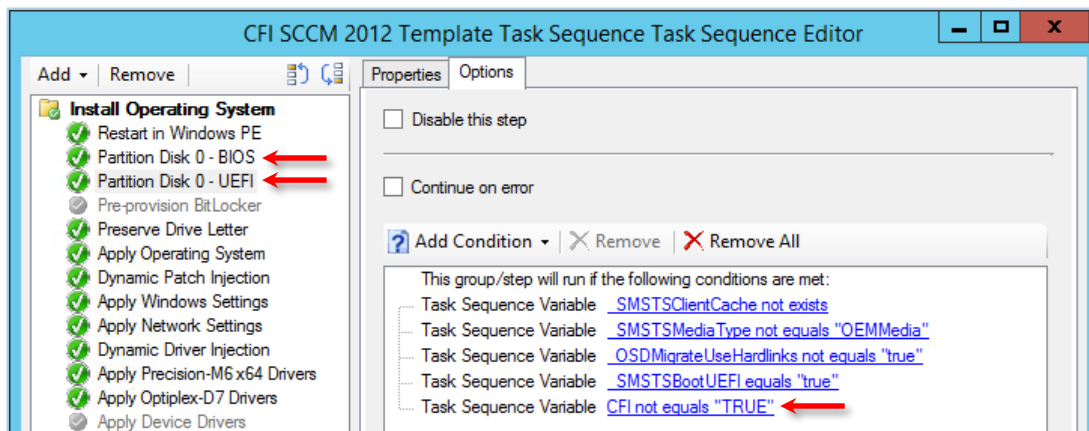 CFI SCCM 2012 Template Task Sequence Task Sequence Editor
Add Remove
Properties Options
Install Operating System
Restart in Windows PE
Partition Disk 0 - BIOS
Partition Disk 0 - UEFI
Pre-provision BitLocker
Preserve Drive Letter
Apply Operating System
Dynamic Patch Injection
Apply Windows Settings
Apply Network Settings
Dynamic Driver Injection
Apply Precision-M6 x64 Drivers
Apply Optiplex-D7 Drivers
Apply Device Drivers
Disable this step
Continue on error
Add Condition Remove Remove All
This group/step will run if the following conditions are met:
Task Sequence Variable _SMSTSClientCache not exists
Task Sequence Variable _SMSTSMediaType not equals "OEMMedia"
Task Sequence Variable _OSDMigrateUseHardlinks not equals "true"
Task Sequence Variable _SMSTSBootUEFI equals "true"
Task Sequence Variable CFI not equals "TRUE"